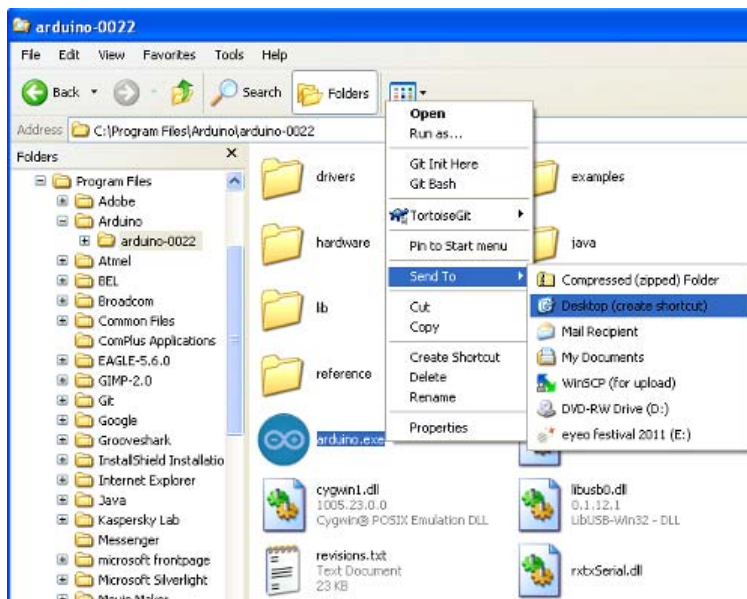 arduino-0022
File Edit View Favorites Tools Help
Back Search Folders
Address C:\Program Files\Arduino\arduino-0022
Folders
Program Files
Adobe
Arduino
arduino-0022
Atmel
BEL
Broadcom
Common Files
ComPlus Applications
EAGLE-5.6.0
GIMP-2.0
Git
Google
Grooveshark
InstallShield Installatio
Internet Explorer
Java
Kaspersky Lab
Messenger
microsoft frontpage
Microsoft Silverlight
Movie Maker
drivers
examples
hardware
java
lib
reference
arduino.exe
cygwin1.dll
1005.23.0.0
Cygwin® POSIX Emulation DLL
libusb0.dll
0.1.12.1
LibUSB-Win32 - DLL
revisions.txt
Text Document
23 KB
rxtxSerial.dll
Open
Run as...
Git Init Here
Git Bash
TortoiseGit
Pin to Start menu
Send To
Cut
Copy
Create Shortcut
Delete
Rename
Properties
Compressed (zipped) Folder
Desktop (create shortcut)
Mail Recipient
My Documents
WinSCP (for upload)
DVD-RW Drive (D:)
eyeo festival 2011 (E:)